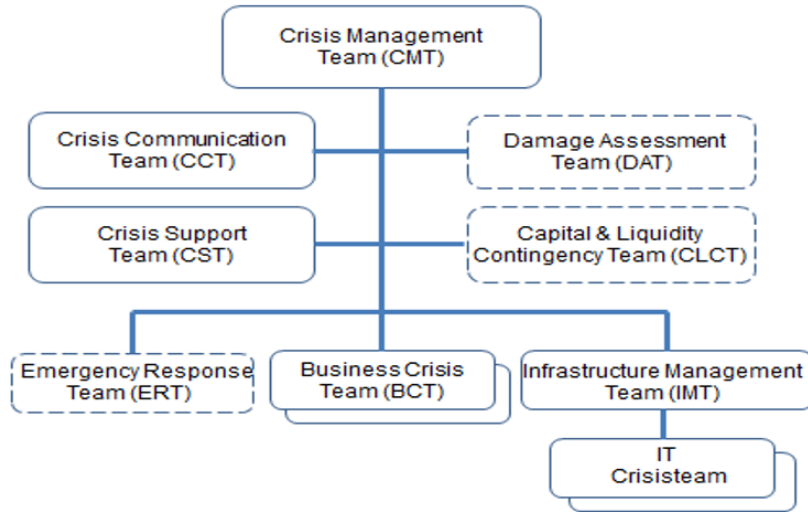 Crisis Management
Team (CMT)
Crisis Communication
Team (CCT)
Damage Assessment
Team (DAT)
Crisis Support
Team (CST)
Capital & Liquidity
Contingency Team (CLCT)
Emergency Response
Team (ERT)
Business Crisis
Team (BCT)
Infrastructure Management
Team (IMT)
IT
Crisisteam